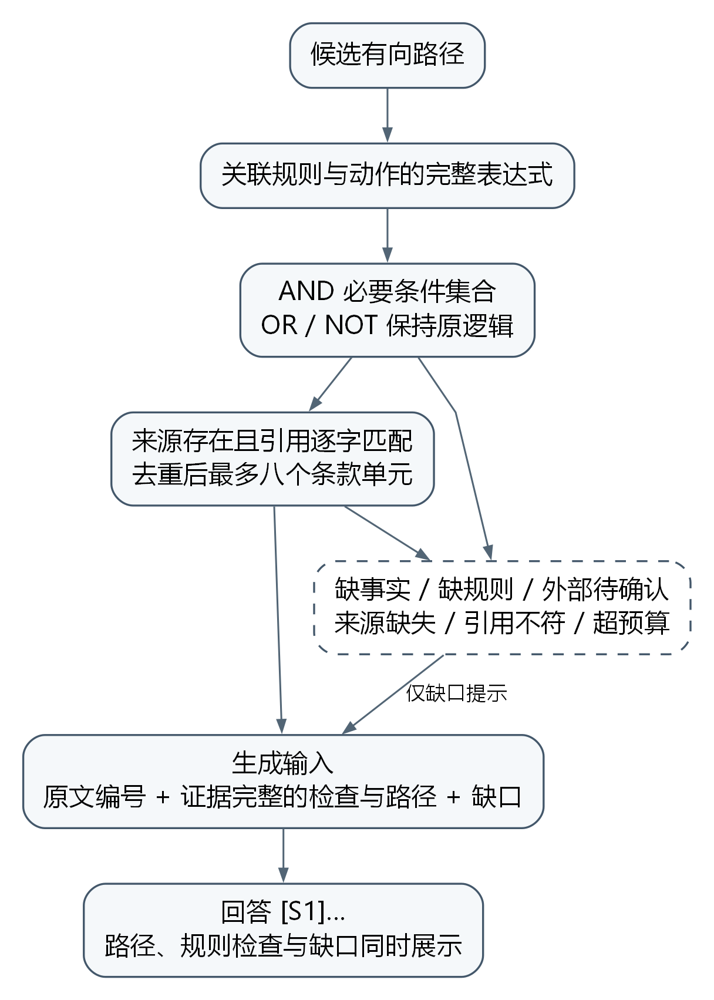 候选有向路径
关联规则与动作的完整表达式
AND 必要条件集合
OR / NOT 保持原逻辑
来源存在且引用逐字匹配
去重后最多八个条款单元
缺事实 / 缺规则 / 外部待确认
来源缺失 / 引用不符 / 超预算
仅缺口提示
生成输入
原文编号 + 证据完整的检查与路径 + 缺口
回答 [S1]...
路径、规则检查与缺口同时展示